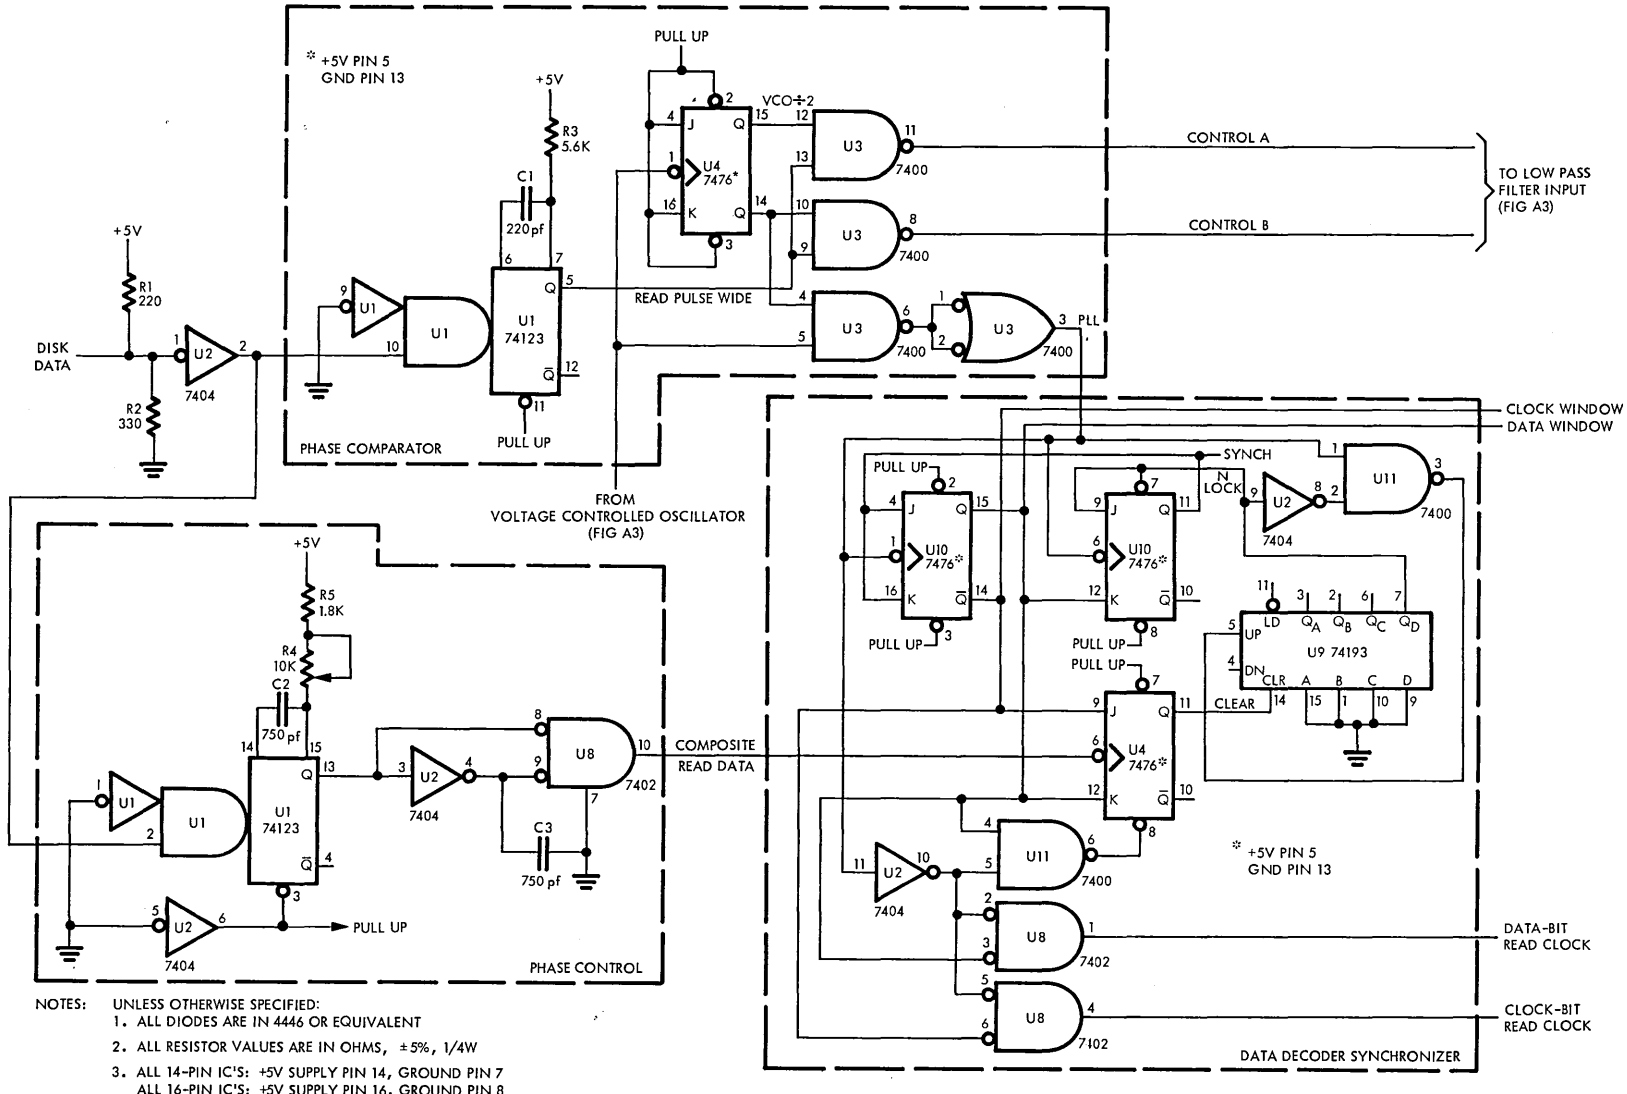 PULL UP
* +5V PIN 5
GND PIN 13
+5V
R3
5.6K
C1
220 pf
6
7
2
VCO÷2
4
J
Q
15
12
1
U4
7476*
16
K
Q
14
3
U3
11
7400
13
CONTROL A
10
U3
8
7400
9
CONTROL B
TO LOW PASS
FILTER INPUT
(FIG A3)
+5V
R1
220
DISK
DATA
1
U2
2
7404
R2
330
9
U1
U1
10
Q
5
U1
74123
Q̅
12
11
PULL UP
READ PULSE WIDE
4
5
U3
6
7400
1
2
U3
3
PLL
7400
PHASE COMPARATOR
FROM
VOLTAGE CONTROLLED OSCILLATOR
(FIG A3)
CLOCK WINDOW
DATA WINDOW
SYNCH
N
LOCK
PULL UP
2
4
J
Q
15
1
U10
7476*
16
K
Q̅
14
PULL UP
3
7
9
J
Q
11
6
U10
7476*
12
K
Q̅
10
PULL UP
8
9
U2
8
7404
1
2
U11
3
7400
11
3
2
6
7
LD
QA
QB
QC
QD
5
UP
U9 74193
4
DN
CLR
A
B
C
D
14
15
1
10
9
CLEAR
PULL UP
7
9
J
Q
11
6
U4
7476*
12
K
Q̅
10
8
+5V
R5
1.8K
R4
10K
C2
750 pf
14
15
Q
13
U1
74123
Q̅
4
3
1
U1
U1
2
5
U2
6
7404
PULL UP
3
U2
4
7404
8
9
U8
10
7402
7
C3
750 pf
COMPOSITE
READ DATA
PHASE CONTROL
11
U2
10
7404
4
5
U11
6
7400
* +5V PIN 5
GND PIN 13
2
3
U8
1
7402
DATA-BIT
READ CLOCK
5
6
U8
4
7402
CLOCK-BIT
READ CLOCK
DATA DECODER SYNCHRONIZER
NOTES: UNLESS OTHERWISE SPECIFIED:
1. ALL DIODES ARE IN 4446 OR EQUIVALENT
2. ALL RESISTOR VALUES ARE IN OHMS, ±5%, 1/4W
3. ALL 14-PIN IC'S: +5V SUPPLY PIN 14, GROUND PIN 7
ALL 16-PIN IC'S: +5V SUPPLY PIN 16, GROUND PIN 8